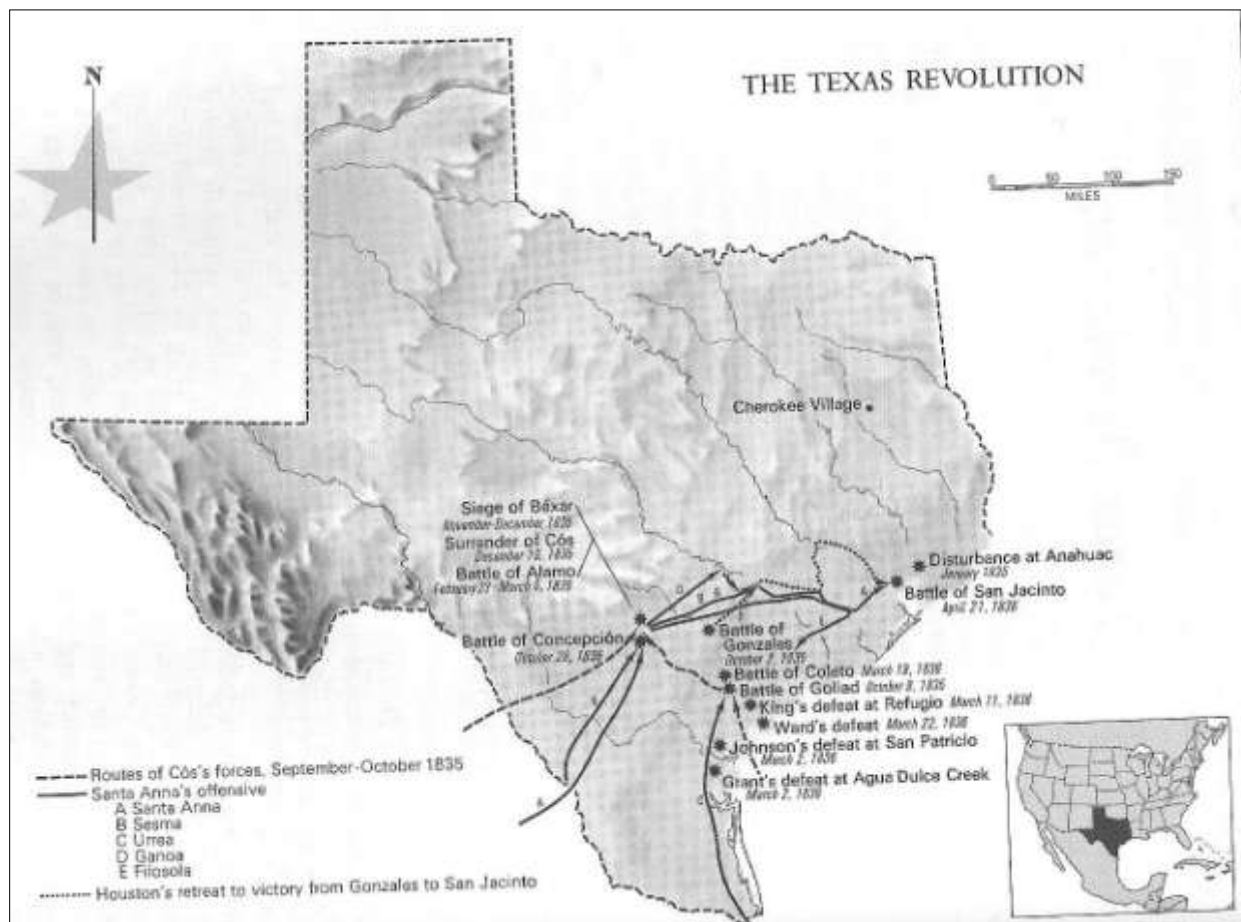 N
THE TEXAS REVOLUTION
0 50 100 150
MILES
Cherokee Village
Siege of Béxar
November-December 1835
Surrander of Cós
December 10, 1835
Battle of Alamo
February 23 - March 6, 1836
Disturbance at Anahuac
January 1835
Battle of San Jacinto
April 21, 1836
Battle of Concepción
October 28, 1835
Battle of
Gonzales
October 2, 1835
Battle of Coleto March 19, 1836
Battle of Goliad October 9, 1835
King's defeat at Refugio March 11, 1836
Ward's defeat March 22, 1836
Johnson's defeat at San Patricio
March 2, 1836
Grant's defeat at Agua Dulce Creek
March 2, 1836
A
C
Routes of Cós's forces, September-October 1835
Santa Anna's offensive
A Santa Anna
B Sesma
C Urrea
D Ganoa
E Filosola
Houston's retreat to victory from Gonzales to San Jacinto